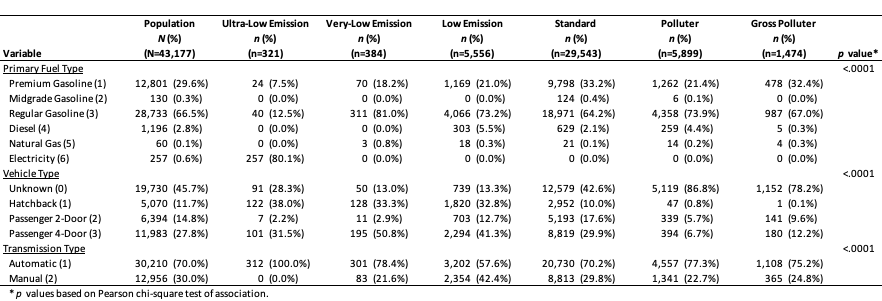 Population Ultra-Low Emission Very-Low Emission Low Emission Standard Polluter Gross Polluter
N (%) n (%) n (%) n (%) n (%) n (%) n (%)
Variable (N=43,177) (n=321) (n=384) (n=5,556) (n=29,543) (n=5,899) (n=1,474) p value*
Primary Fuel Type <.0001
Premium Gasoline (1) 12,801 (29.6%) 24 (7.5%) 70 (18.2%) 1,169 (21.0%) 9,798 (33.2%) 1,262 (21.4%) 478 (32.4%)
Midgrade Gasoline (2) 130 (0.3%) 0 (0.0%) 0 (0.0%) 0 (0.0%) 124 (0.4%) 6 (0.1%) 0 (0.0%)
Regular Gasoline (3) 28,733 (66.5%) 40 (12.5%) 311 (81.0%) 4,066 (73.2%) 18,971 (64.2%) 4,358 (73.9%) 987 (67.0%)
Diesel (4) 1,196 (2.8%) 0 (0.0%) 0 (0.0%) 303 (5.5%) 629 (2.1%) 259 (4.4%) 5 (0.3%)
Natural Gas (5) 60 (0.1%) 0 (0.0%) 3 (0.8%) 18 (0.3%) 21 (0.1%) 14 (0.2%) 4 (0.3%)
Electricity (6) 257 (0.6%) 257 (80.1%) 0 (0.0%) 0 (0.0%) 0 (0.0%) 0 (0.0%) 0 (0.0%)
Vehicle Type <.0001
Unknown (0) 19,730 (45.7%) 91 (28.3%) 50 (13.0%) 739 (13.3%) 12,579 (42.6%) 5,119 (86.8%) 1,152 (78.2%)
Hatchback (1) 5,070 (11.7%) 122 (38.0%) 128 (33.3%) 1,820 (32.8%) 2,952 (10.0%) 47 (0.8%) 1 (0.1%)
Passenger 2-Door (2) 6,394 (14.8%) 7 (2.2%) 11 (2.9%) 703 (12.7%) 5,193 (17.6%) 339 (5.7%) 141 (9.6%)
Passenger 4-Door (3) 11,983 (27.8%) 101 (31.5%) 195 (50.8%) 2,294 (41.3%) 8,819 (29.9%) 394 (6.7%) 180 (12.2%)
Transmission Type <.0001
Automatic (1) 30,210 (70.0%) 312 (100.0%) 301 (78.4%) 3,202 (57.6%) 20,730 (70.2%) 4,557 (77.3%) 1,108 (75.2%)
Manual (2) 12,956 (30.0%) 0 (0.0%) 83 (21.6%) 2,354 (42.4%) 8,813 (29.8%) 1,341 (22.7%) 365 (24.8%)
* p values based on Pearson chi-square test of association.